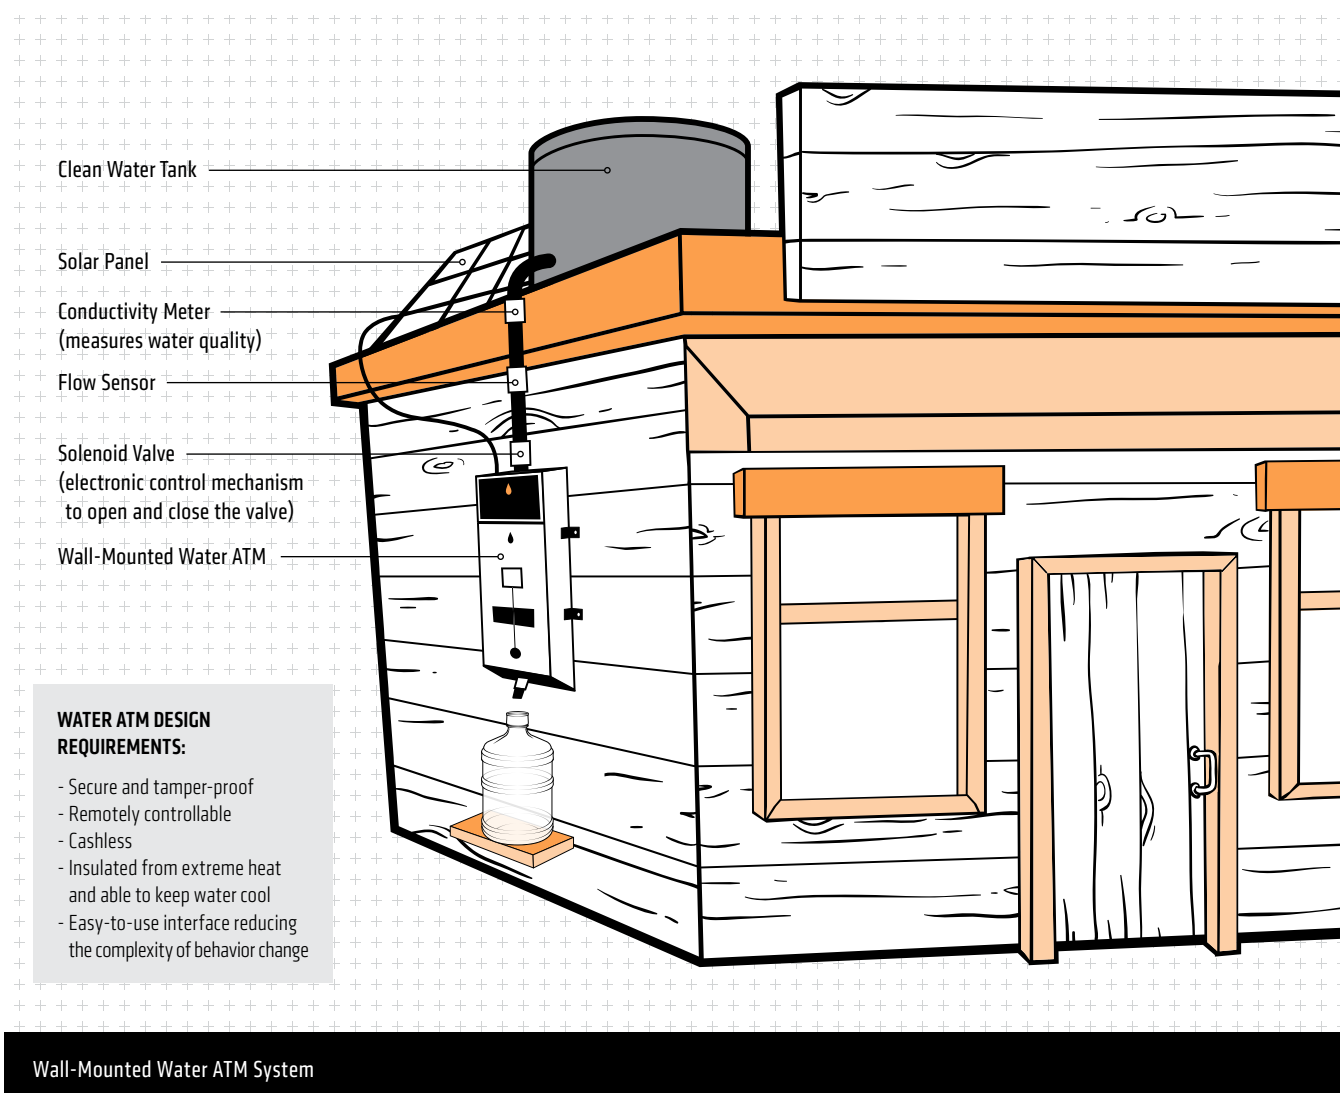 Clean Water Tank
Solar Panel
Conductivity Meter
(measures water quality)
Flow Sensor
Solenoid Valve
(electronic control mechanism
to open and close the valve)
Wall-Mounted Water ATM
WATER ATM DESIGN
REQUIREMENTS:
- Secure and tamper-proof
- Remotely controllable
- Cashless
- Insulated from extreme heat
and able to keep water cool
- Easy-to-use interface reducing
the complexity of behavior change
Wall-Mounted Water ATM System